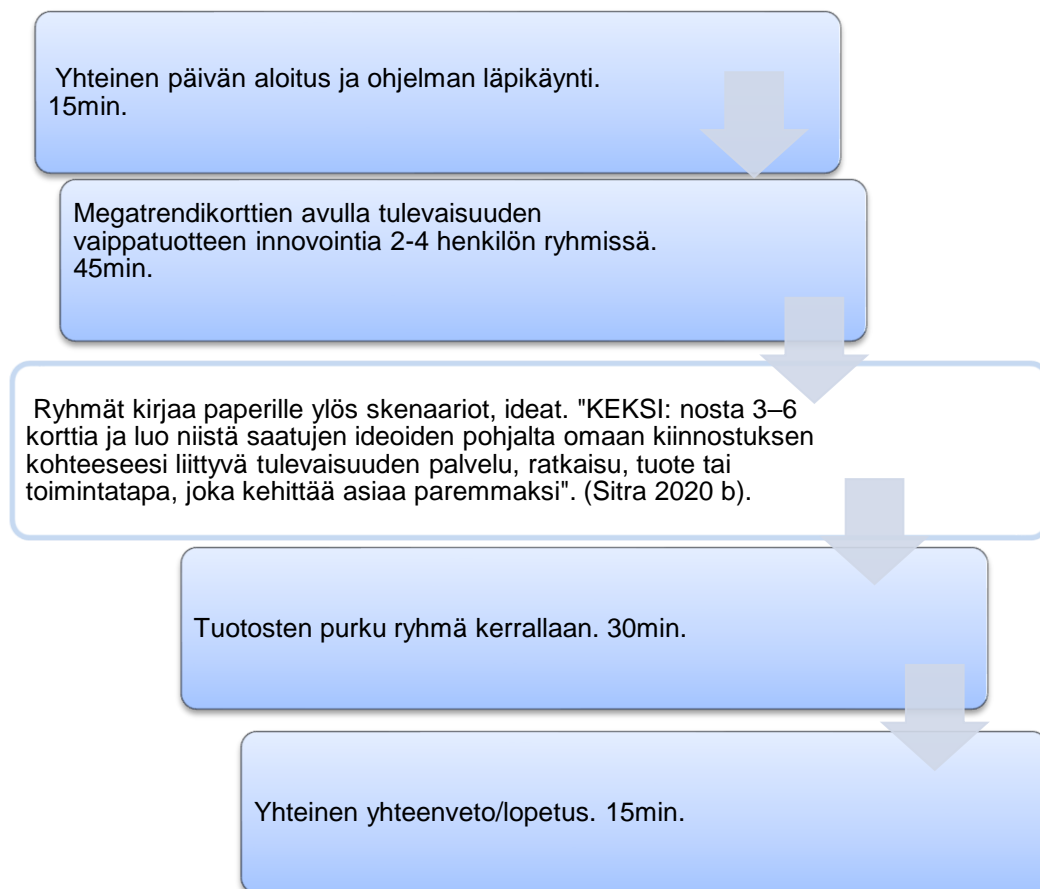 Yhteinen päivän aloitus ja ohjelman läpikäynti.
15min.
Megatrendikorttien avulla tulevaisuuden
vaippatuotteen innovointia 2-4 henkilön ryhmissä.
45min.
Ryhmät kirjaa paperille ylös skenaariot, ideat. "KEKSI: nosta 3–6
korttia ja luo niistä saatujen ideoiden pohjalta omaan kiinnostuksen
kohteeseesi liittyvä tulevaisuuden palvelu, ratkaisu, tuote tai
toimintatapa, joka kehittää asiaa paremmaksi". (Sitra 2020 b).
Tuotosten purku ryhmä kerrallaan. 30min.
Yhteinen yhteenveto/lopetus. 15min.